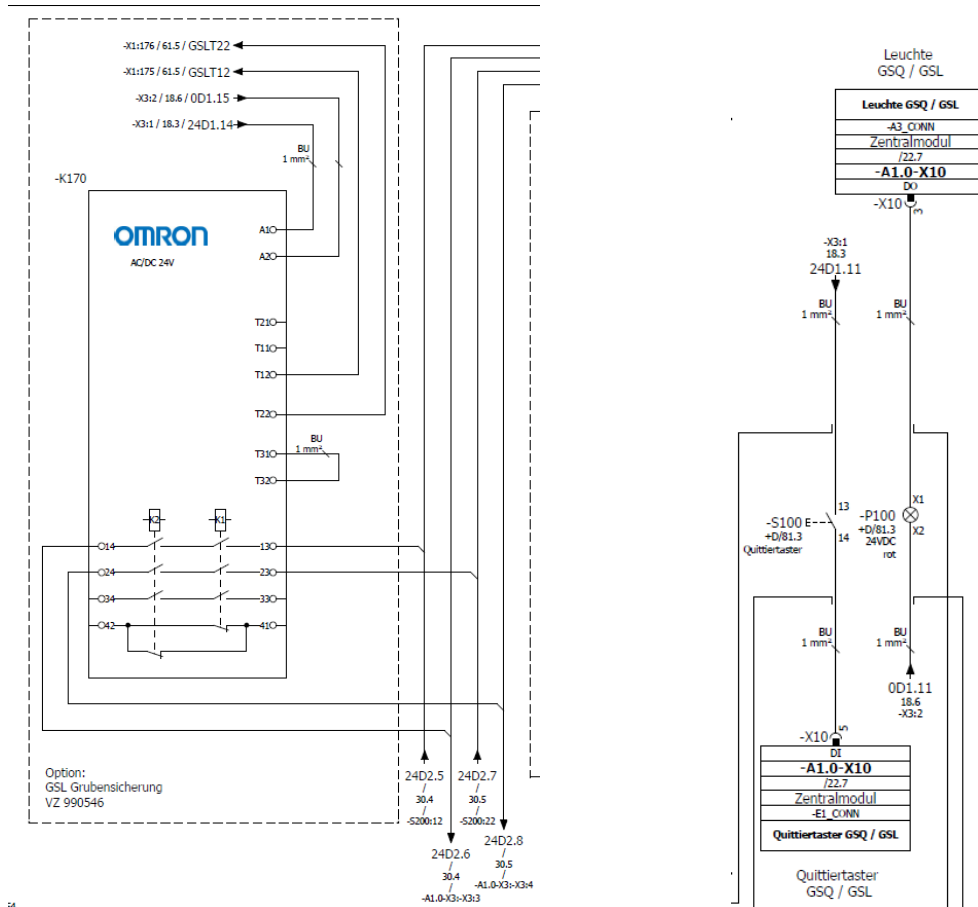 -X1:176 / 61.5 / GSLT22
-X1:175 / 61.5 / GSLT12
-X3:2 / 18.6 / 0D1.15
-X3:1 / 18.3 / 24D1.14
BU
1 mm²
-K170
OMRON
AC/DC 24V
A1
A2
T21
T11
T12
T22
BU
1 mm²
T31
T32
-K2
-K1
14
13
24
23
34
33
42
41
Option:
GSL Grubensicherung
VZ 990546
24D2.5
/
30.4
/
-S200:12
24D2.7
/
30.5
/
-S200:22
24D2.6
/
30.4
/
-A1.0-X3:-X3:3
24D2.8
/
30.5
/
-A1.0-X3:-X3:4
Leuchte
GSQ / GSL
Leuchte GSQ / GSL
-A3_CONN
Zentralmodul
/22.7
-A1.0-X10
DO
-X10
3
-X3:1
18.3
24D1.11
BU
1 mm²
BU
1 mm²
-S100
+D/81.3
Quittiertaster
13
14
-P100
+D/81.3
24VDC
rot
X1
X2
BU
1 mm²
BU
1 mm²
0D1.11
18.6
-X3:2
-X10
5
DI
-A1.0-X10
/22.7
Zentralmodul
-E1_CONN
Quittiertaster GSQ / GSL
Quittiertaster
GSQ / GSL